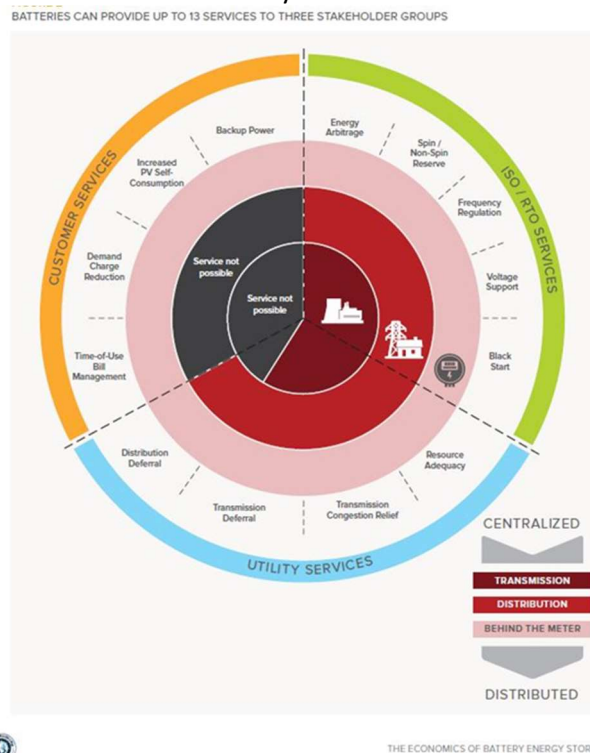 BATTERIES CAN PROVIDE UP TO 13 SERVICES TO THREE STAKEHOLDER GROUPS
CUSTOMER SERVICES
ISO / RTO SERVICES
UTILITY SERVICES
Backup Power
Energy
Arbitrage
Spin /
Non-Spin
Reserve
Frequency
Regulation
Voltage
Support
Black
Start
Resource
Adequacy
Transmission
Congestion Relief
Transmission
Deferral
Distribution
Deferral
Time-of-Use
Bill
Management
Demand
Charge
Reduction
Increased
PV Self-
Consumption
Service not
possible
Service not
possible
CENTRALIZED
TRANSMISSION
DISTRIBUTION
BEHIND THE METER
DISTRIBUTED
THE ECONOMICS OF BATTERY ENERGY STOR